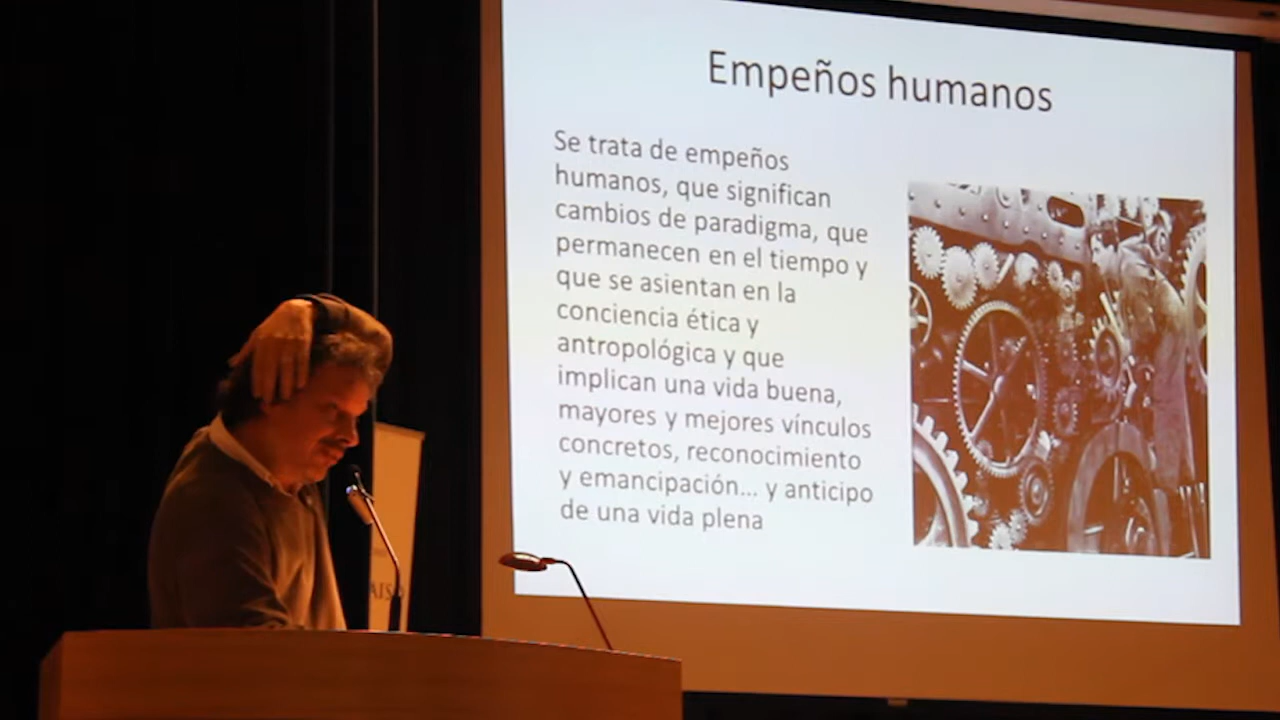 Empeños humanos
Se trata de empeños
humanos, que significan
cambios de paradigma, que
permanecen en el tiempo y
que se asientan en la
conciencia ética y
antropológica y que
implican una vida buena,
mayores y mejores vínculos
concretos, reconocimiento
y emancipación... y anticipo
de una vida plena